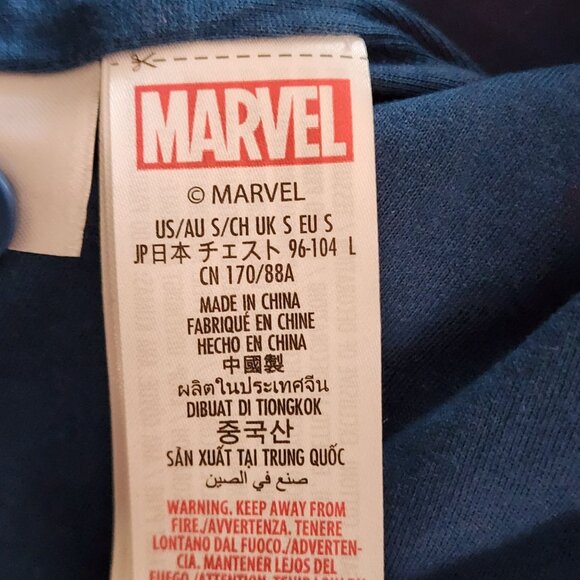 MARVEL
© MARVEL
US/AU S/CH UK S EU S
JP日本 チェスト 96-104 L
CN 170/88A
MADE IN CHINA
FABRIQUÉ EN CHINE
HECHO EN CHINA
中國製
ผลิตในประเทศจีน
DIBUAT DI TIONGKOK
중국산
SẢN XUẤT TẠI TRUNG QUỐC
صنع في الصين
WARNING. KEEP AWAY FROM
FIRE./AVVERTENZA. TENERE
LONTANO DAL FUOCO./ADVERTEN-
CIA. MANTENER LEJOS DEL
FUEGO./ATTENTION.